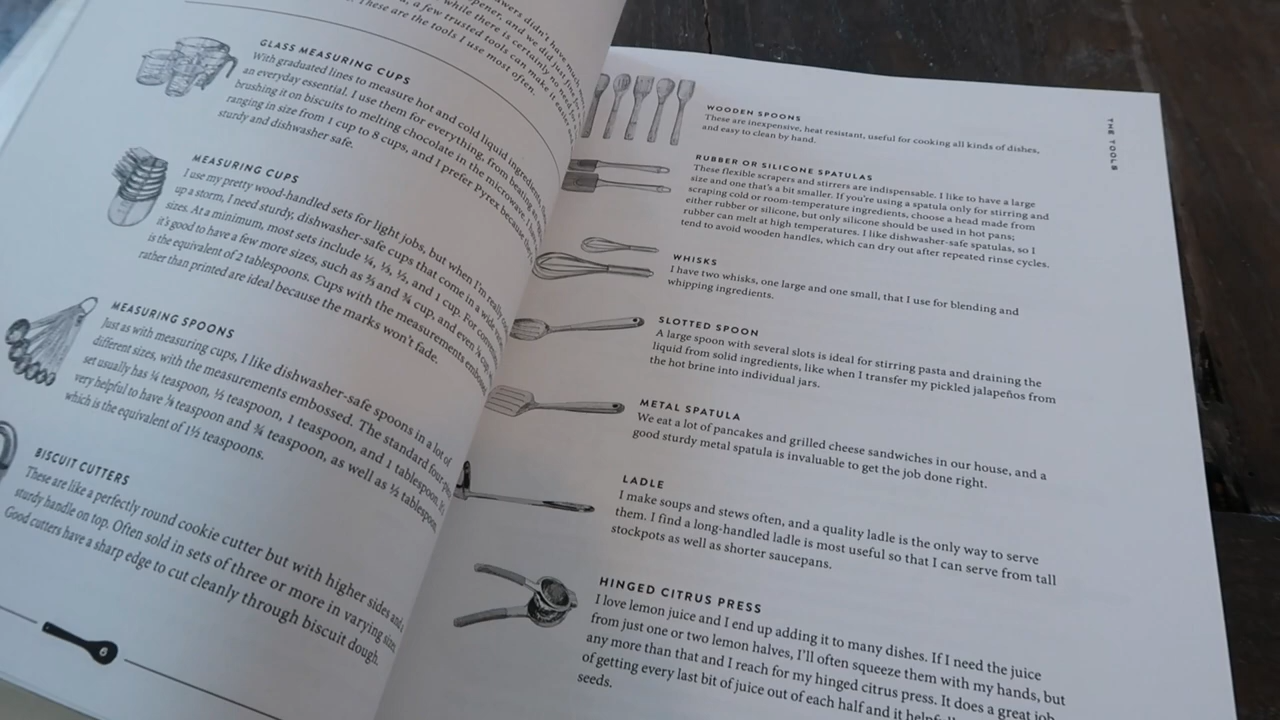 awers didn't have much
pener, and we did just fine
while there is certainly no need
a few trusted tools can make it easier
These are the tools I use most often.
GLASS MEASURING CUPS
With graduated lines to measure hot and cold liquid ingredients,
an everyday essential. I use them for everything, from beating
brushing it on biscuits to melting chocolate in the microwave. I
ranging in size from 1 cup to 8 cups, and I prefer Pyrex because
sturdy and dishwasher safe.
MEASURING CUPS
I use my pretty wood-handled sets for light jobs, but when I'm really
up a storm, I need sturdy, dishwasher-safe cups that come in a wide
sizes. At a minimum, most sets include ¼, ⅓, ½, and 1 cup. For
it's good to have a few more sizes, such as ⅔ and ¾ cup, and even ⅛ cup,
is the equivalent of 2 tablespoons. Cups with the measurements embossed
rather than printed are ideal because the marks won't fade.
MEASURING SPOONS
Just as with measuring cups, I like dishwasher-safe spoons in a lot of
different sizes, with the measurements embossed. The standard
set usually has ¼ teaspoon, ½ teaspoon, 1 teaspoon, and 1 tablespoon. It's
very helpful to have ⅛ teaspoon and ¾ teaspoon, as well as ½ tablespoon
which is the equivalent of 1½ teaspoons.
BISCUIT CUTTERS
These are like a perfectly round cookie cutter but with higher sides and
sturdy handle on top. Often sold in sets of three or more in varying sizes
Good cutters have a sharp edge to cut cleanly through biscuit dough.
6
THE TOOLS
WOODEN SPOONS
These are inexpensive, heat resistant, useful for cooking all kinds of dishes,
and easy to clean by hand.
RUBBER OR SILICONE SPATULAS
These flexible scrapers and stirrers are indispensable. I like to have a large
size and one that's a bit smaller. If you're using a spatula only for stirring and
scraping cold or room-temperature ingredients, choose a head made from
either rubber or silicone, but only silicone should be used in hot pans;
rubber can melt at high temperatures. I like dishwasher-safe spatulas, so I
tend to avoid wooden handles, which can dry out after repeated rinse cycles.
WHISKS
I have two whisks, one large and one small, that I use for blending and
whipping ingredients.
SLOTTED SPOON
A large spoon with several slots is ideal for stirring pasta and draining the
liquid from solid ingredients, like when I transfer my pickled jalapeños from
the hot brine into individual jars.
METAL SPATULA
We eat a lot of pancakes and grilled cheese sandwiches in our house, and a
good sturdy metal spatula is invaluable to get the job done right.
LADLE
I make soups and stews often, and a quality ladle is the only way to serve
them. I find a long-handled ladle is most useful so that I can serve from tall
stockpots as well as shorter saucepans.
HINGED CITRUS PRESS
I love lemon juice and I end up adding it to many dishes. If I need the juice
from just one or two lemon halves, I'll often squeeze them with my hands, but
any more than that and I reach for my hinged citrus press. It does a great job
of getting every last bit of juice out of each half and it
seeds.